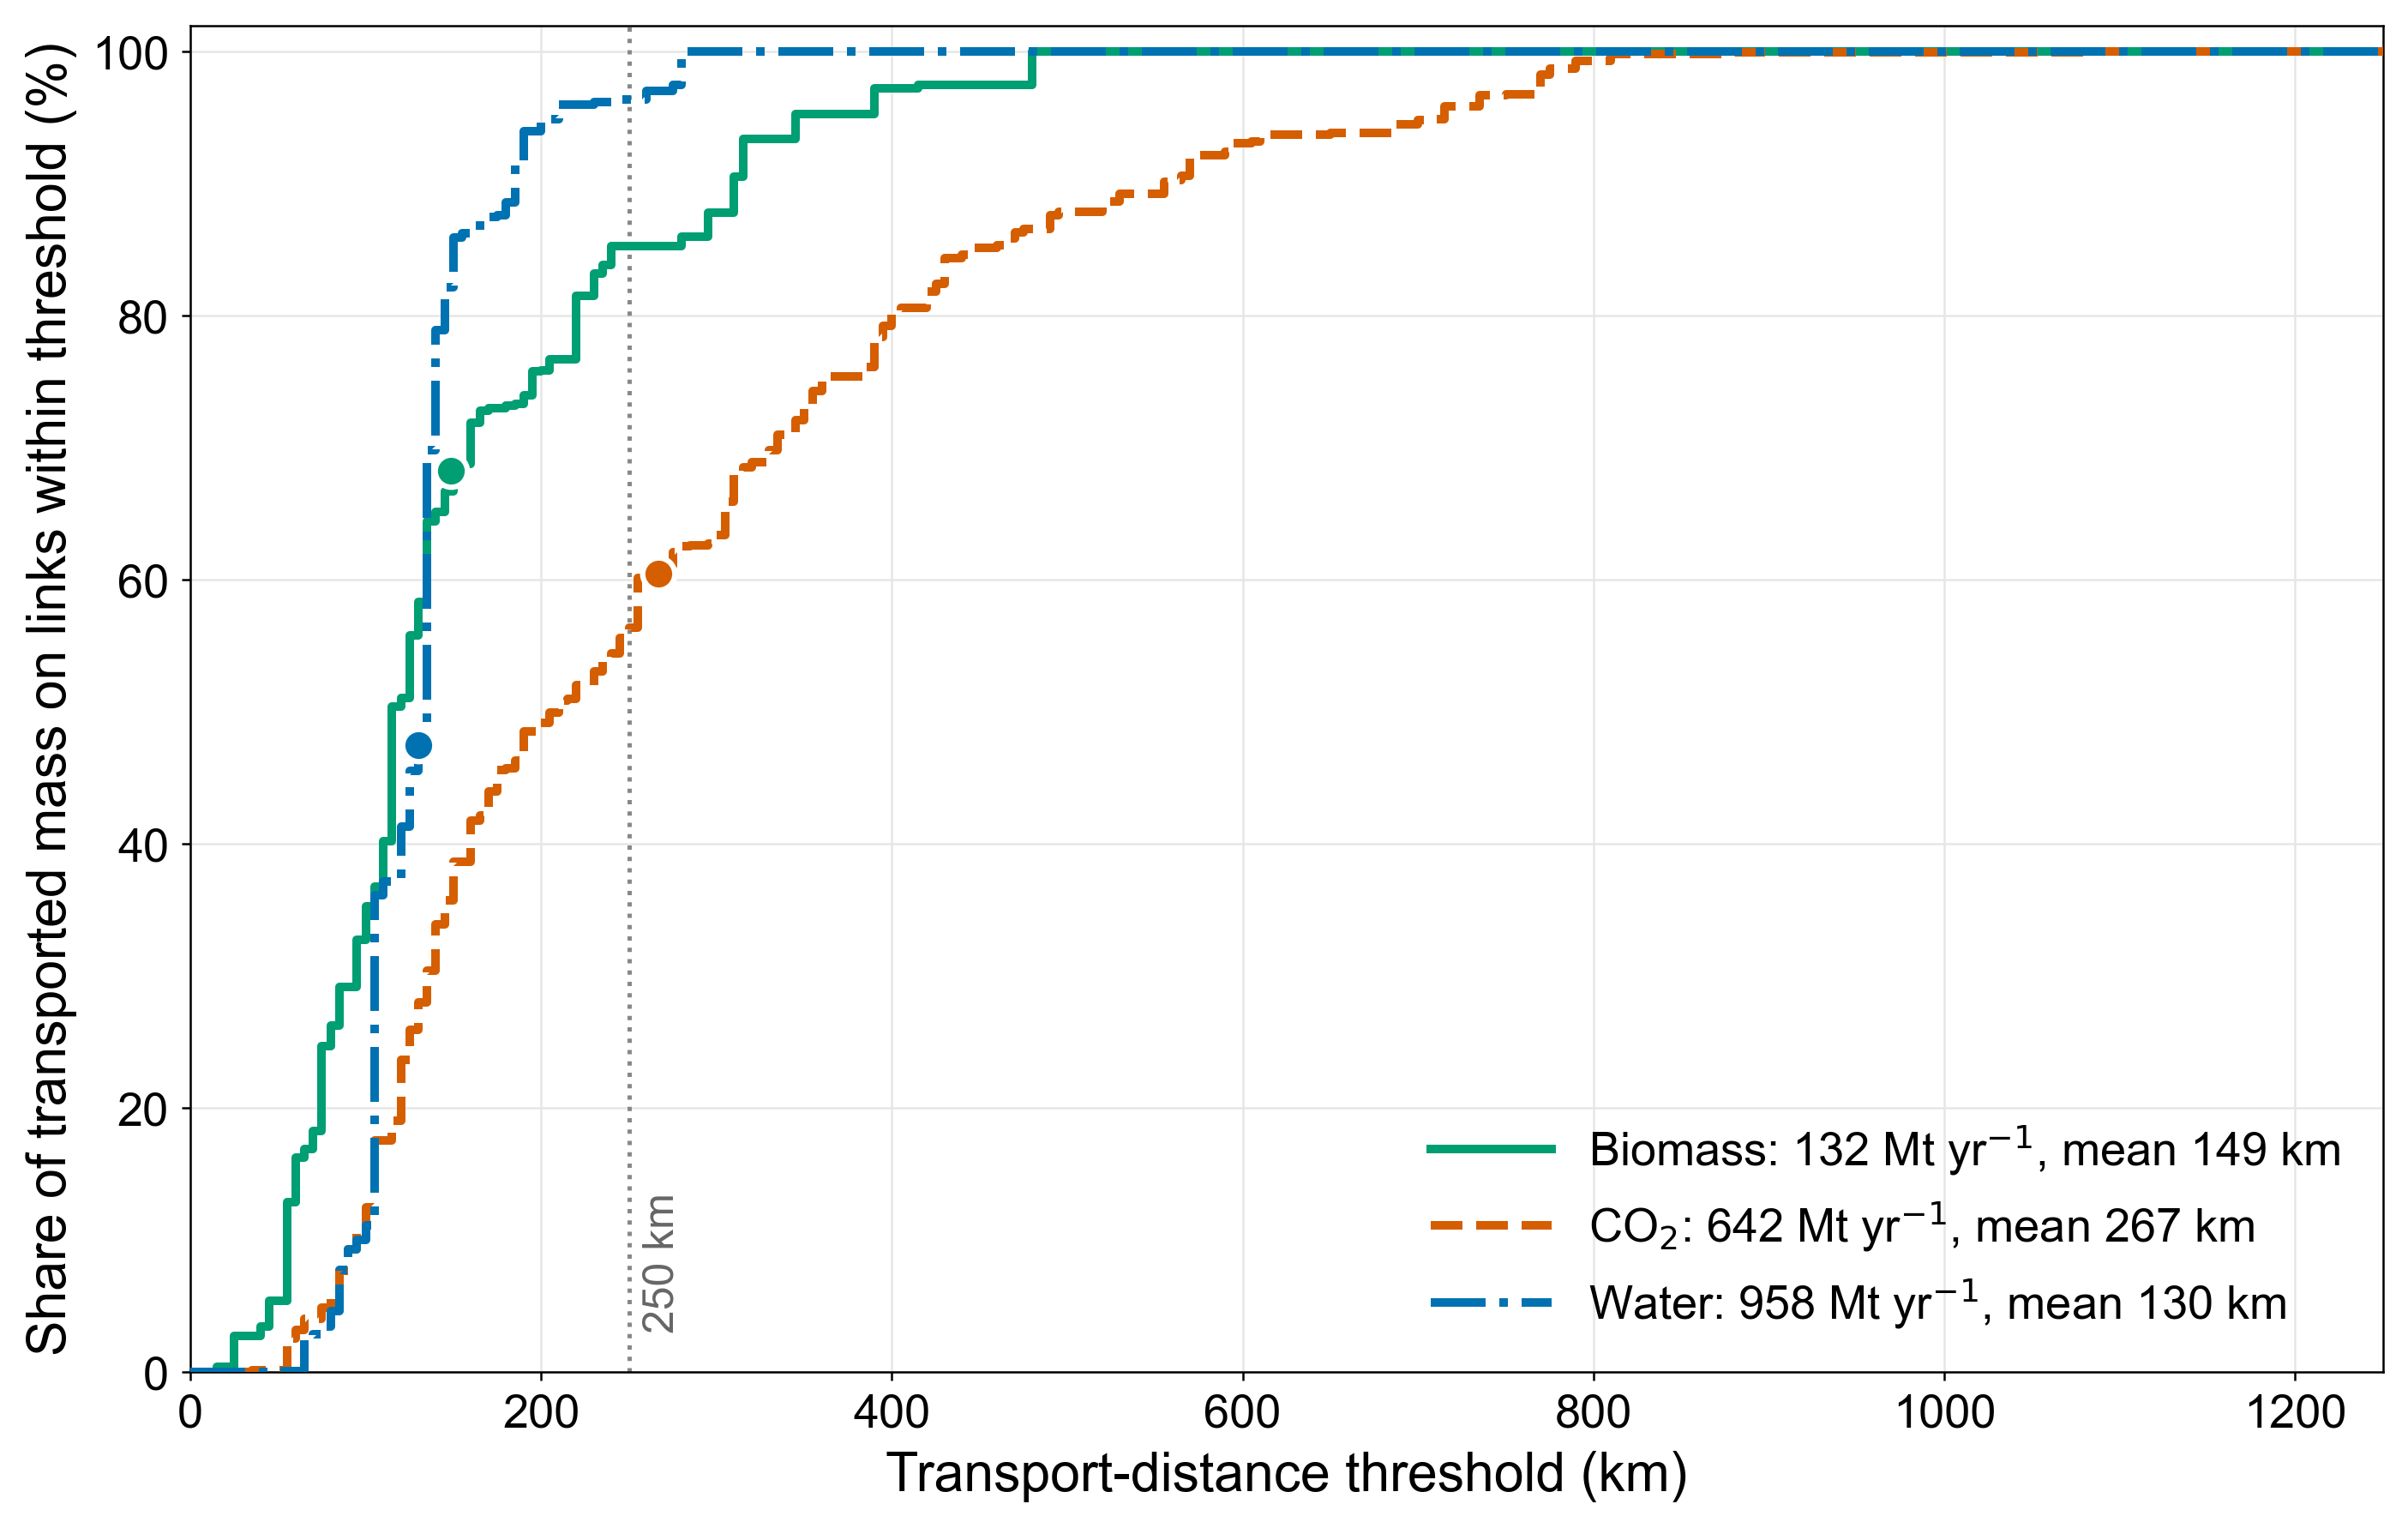 Share of transported mass on links within threshold (%)
100
80
60
40
20
0
250 km
Biomass: 132 Mt yr⁻¹, mean 149 km
CO₂: 642 Mt yr⁻¹, mean 267 km
Water: 958 Mt yr⁻¹, mean 130 km
0 200 400 600 800 1000 1200
Transport-distance threshold (km)